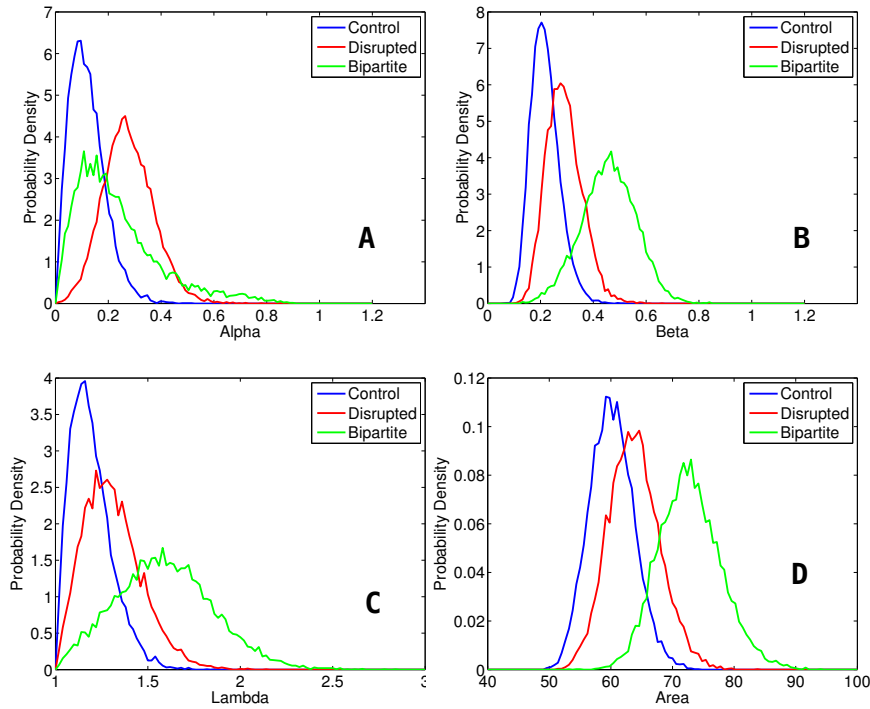 7
6
5
4
3
2
1
0
Probability Density
Control
Disrupted
Bipartite
A
0 0.2 0.4 0.6 0.8 1 1.2
Alpha
8
7
6
5
4
3
2
1
0
Probability Density
Control
Disrupted
Bipartite
B
0 0.2 0.4 0.6 0.8 1 1.2
Beta
4
3.5
3
2.5
2
1.5
1
0.5
0
Probability Density
Control
Disrupted
Bipartite
C
1 1.5 2 2.5 3
Lambda
0.12
0.1
0.08
0.06
0.04
0.02
0
Probability Density
Control
Disrupted
Bipartite
D
40 50 60 70 80 90 100
Area